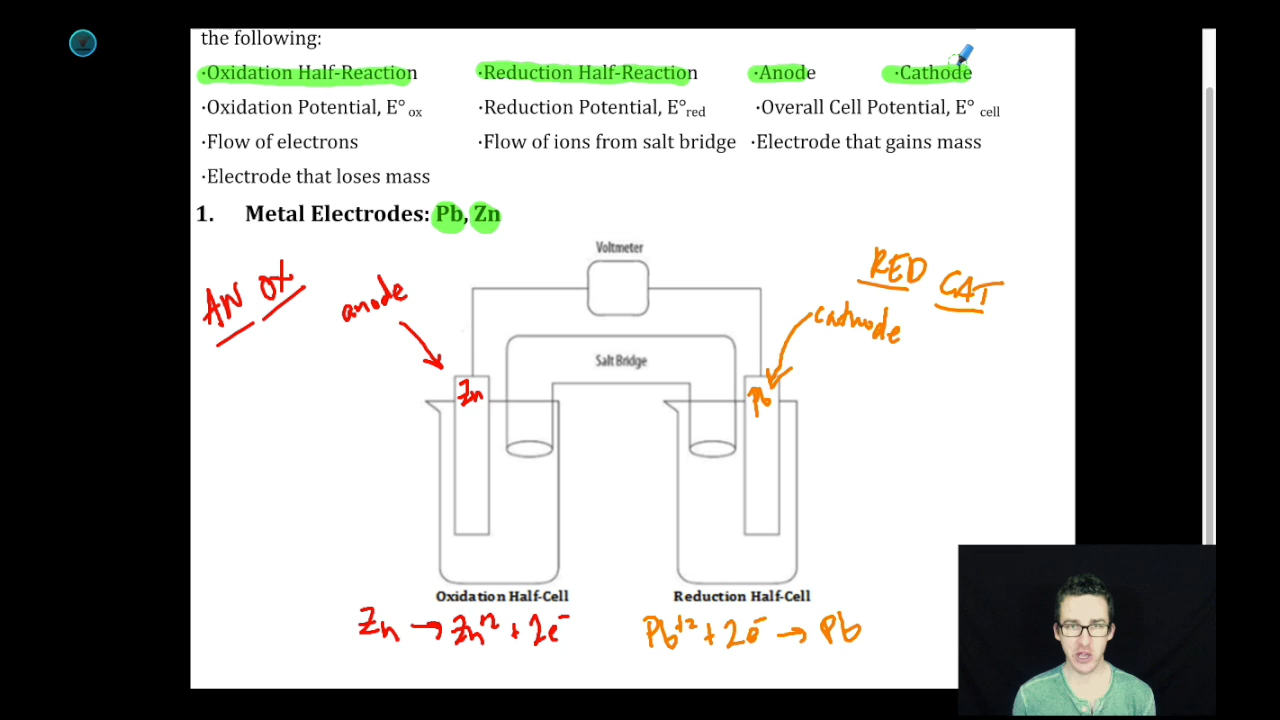 the following:
·Oxidation Half-Reaction ·Reduction Half-Reaction ·Anode ·Cathode
·Oxidation Potential, E° ox ·Reduction Potential, E°red ·Overall Cell Potential, E° cell
·Flow of electrons ·Flow of ions from salt bridge ·Electrode that gains mass
·Electrode that loses mass
1. Metal Electrodes: Pb, Zn
Voltmeter
AN OX
anode
RED CAT
cathode
Salt Bridge
Zn
Pb
Oxidation Half-Cell Reduction Half-Cell
Zn → Zn⁺² + 2e⁻ Pb⁺² + 2e⁻ → Pb